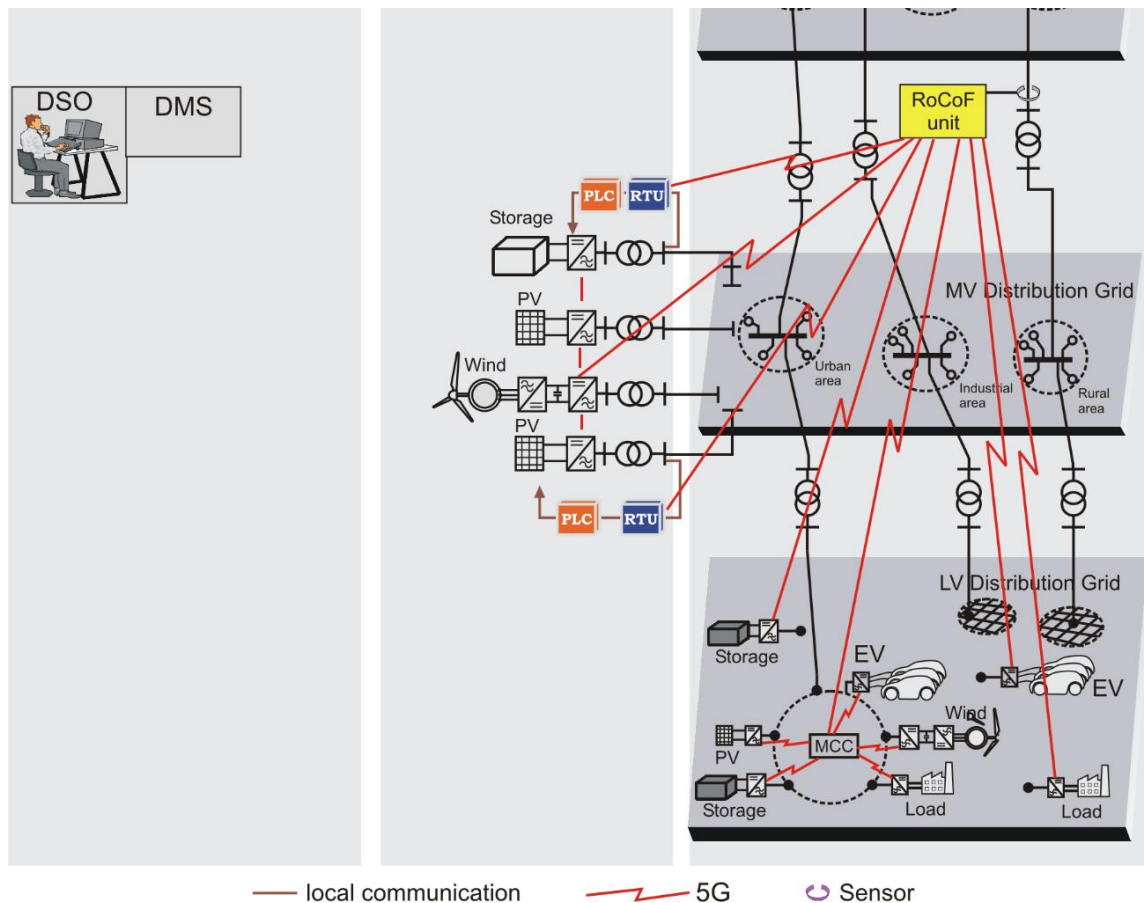 DSO
DMS
RoCoF
unit
PLC
RTU
Storage
PV
Wind
PV
PLC
RTU
MV Distribution Grid
Urban
area
Industrial
area
Rural
area
LV Distribution Grid
Storage
EV
EV
Wind
PV
MCC
Storage
Load
Load
local communication
5G
Sensor